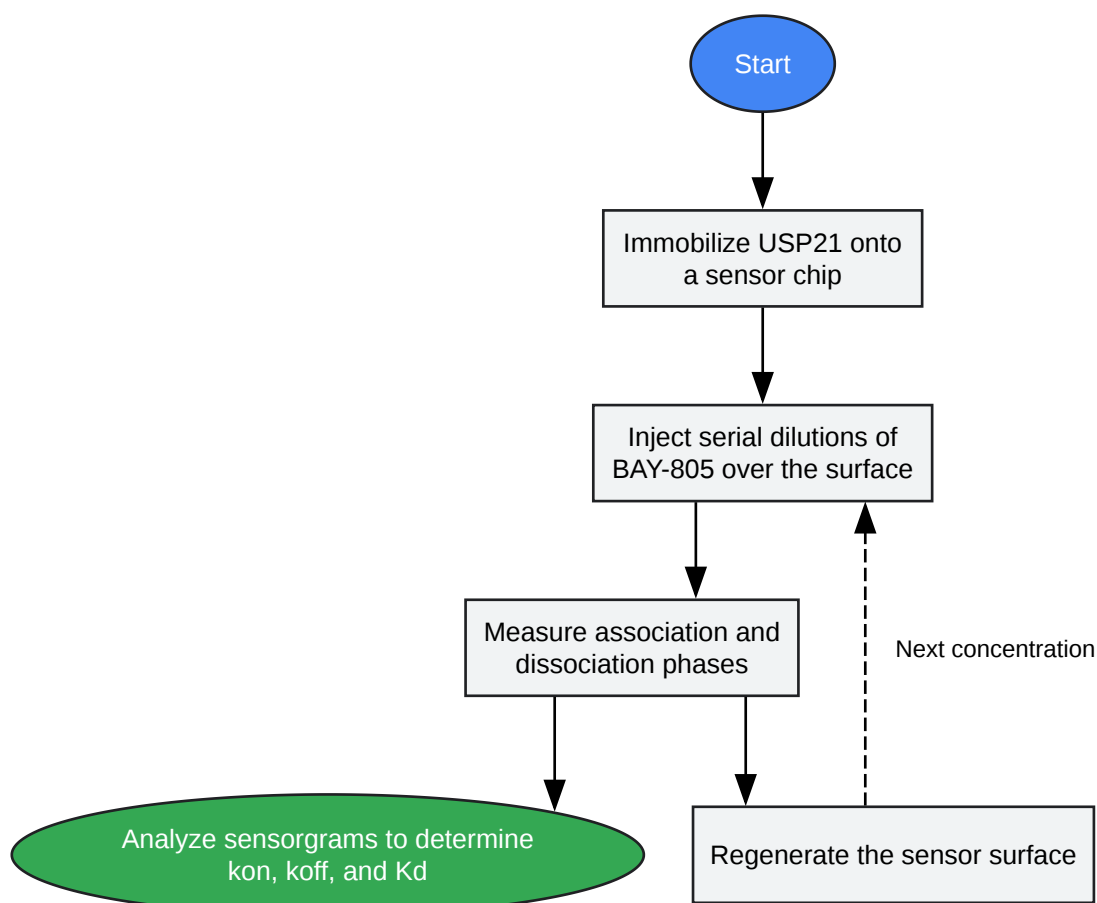 Start
Immobilize USP21 onto
a sensor chip
Inject serial dilutions of
BAY-805 over the surface
Measure association and
dissociation phases
Next concentration
Analyze sensorgrams to determine
kon, koff, and Kd
Regenerate the sensor surface